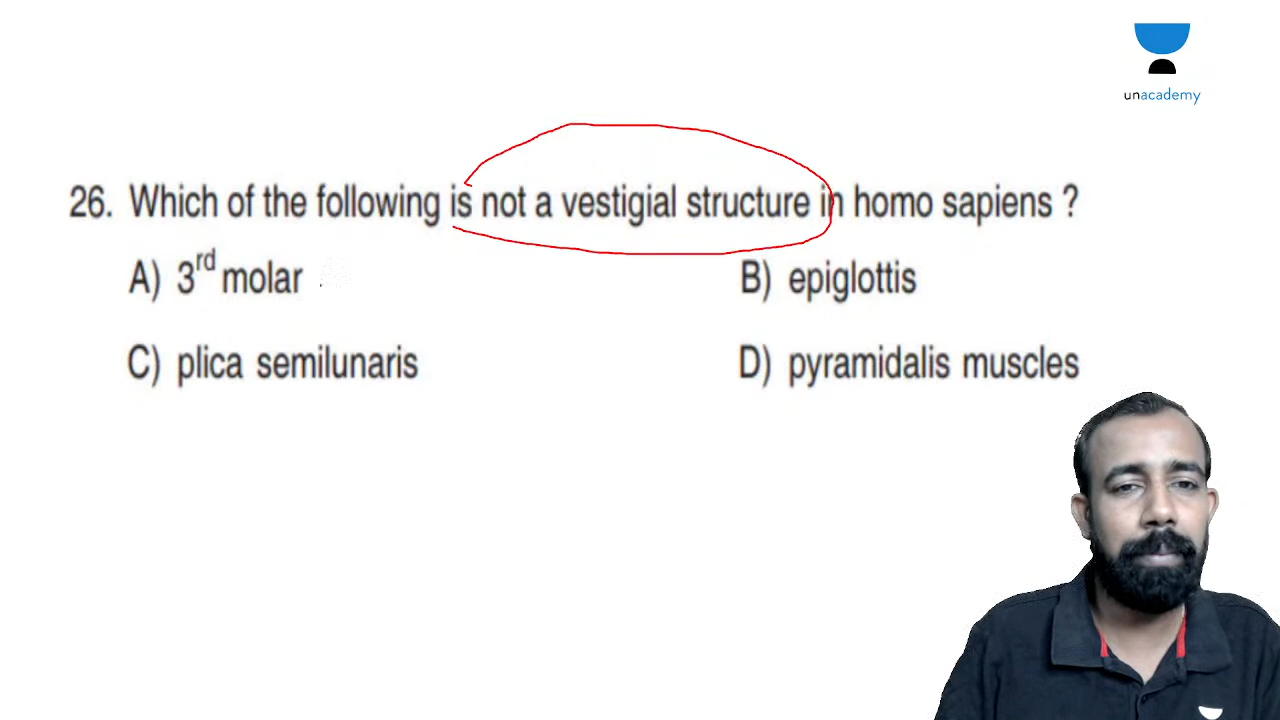 unacademy
26. Which of the following is not a vestigial structure in homo sapiens ?
A) 3rd molar B) epiglottis
C) plica semilunaris D) pyramidalis muscles